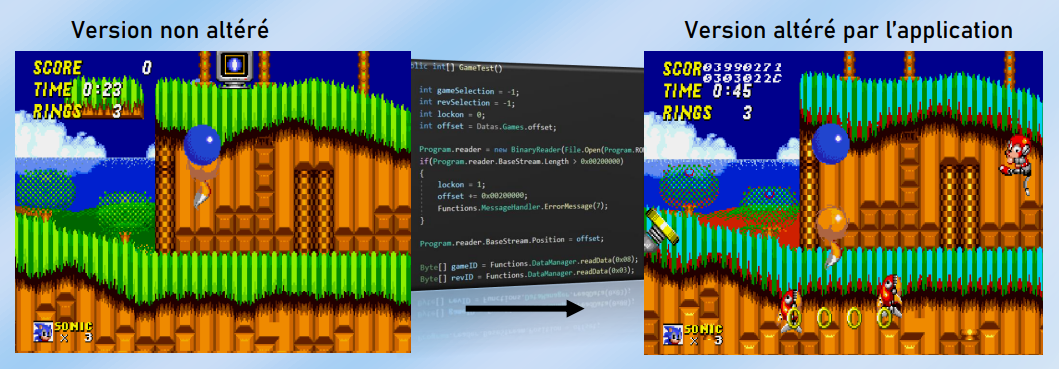 Version non altéré
Version altéré par l'application
SCORE 0
TIME 0:23
RINGS 3
SONIC
x 3
int[] GameTest()
int gameSelection = -1;
int revSelection = -1;
int lockon = 0;
int offset = Datas.Games.offset;
Program.reader = new BinaryReader(File.Open(Program.RO
if(Program.reader.BaseStream.Length > 0x00200000)
{
lockon = 1;
offset += 0x00200000;
Functions.MessageHandler.ErrorMessage(7);
}
Program.reader.BaseStream.Position = offset;
Byte[] gameID = Functions.DataManager.readData(0x08);
Byte[] revID = Functions.DataManager.readData(0x03);
SCOR03990271
0303022C
TIME 0:45
RINGS 3
SONIC
x 3